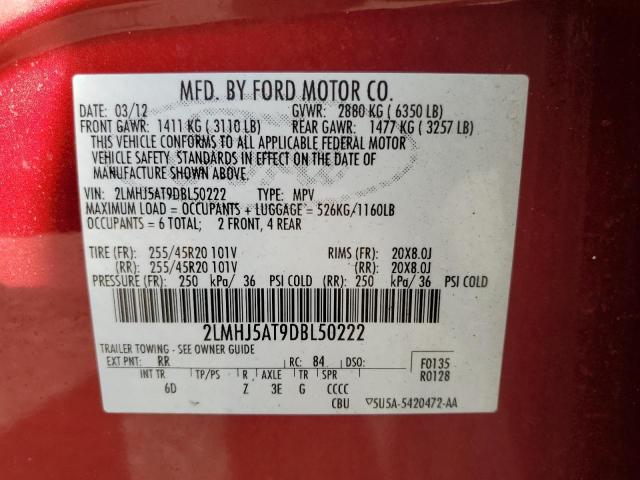 MFD. BY FORD MOTOR CO.
DATE: 03/12 GVWR: 2880 KG ( 6350 LB)
FRONT GAWR: 1411 KG ( 3110 LB) REAR GAWR: 1477 KG ( 3257 LB)
THIS VEHICLE CONFORMS TO ALL APPLICABLE FEDERAL MOTOR
VEHICLE SAFETY STANDARDS IN EFFECT ON THE DATE OF
MANUFACTURE SHOWN ABOVE.
VIN: 2LMHJ5AT9DBL50222 TYPE: MPV
MAXIMUM LOAD = OCCUPANTS + LUGGAGE = 526KG/1160LB
OCCUPANTS = 6 TOTAL; 2 FRONT, 4 REAR
TIRE (FR): 255/45R20 101V RIMS (FR): 20X8.0J
(RR): 255/45R20 101V (RR): 20X8.0J
PRESSURE (FR): 250 kPa/ 36 PSI COLD (RR): 250 kPa/ 36 PSI COLD
2LMHJ5AT9DBL50222
TRAILER TOWING - SEE OWNER GUIDE
EXT PNT: RR RC: 84 DSO: F0135
R0128
INT TR TP/PS R AXLE TR SPR
6D Z 3E G CCCC
CBU ▽5U5A-5420472-AA